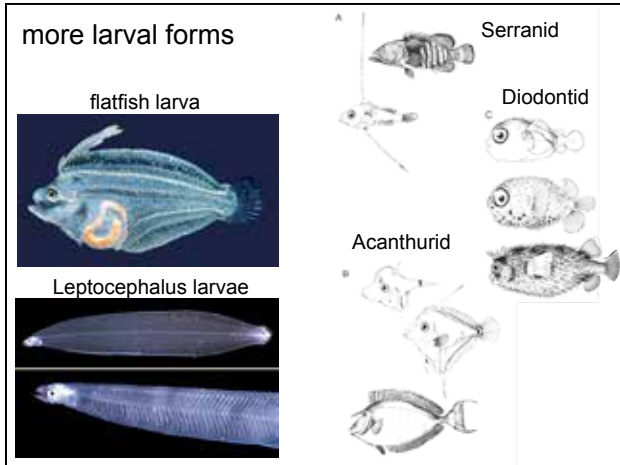 more larval forms
flatfish larva
Leptocephalus larvae
A
Serranid
Diodontid
C
Acanthurid
B